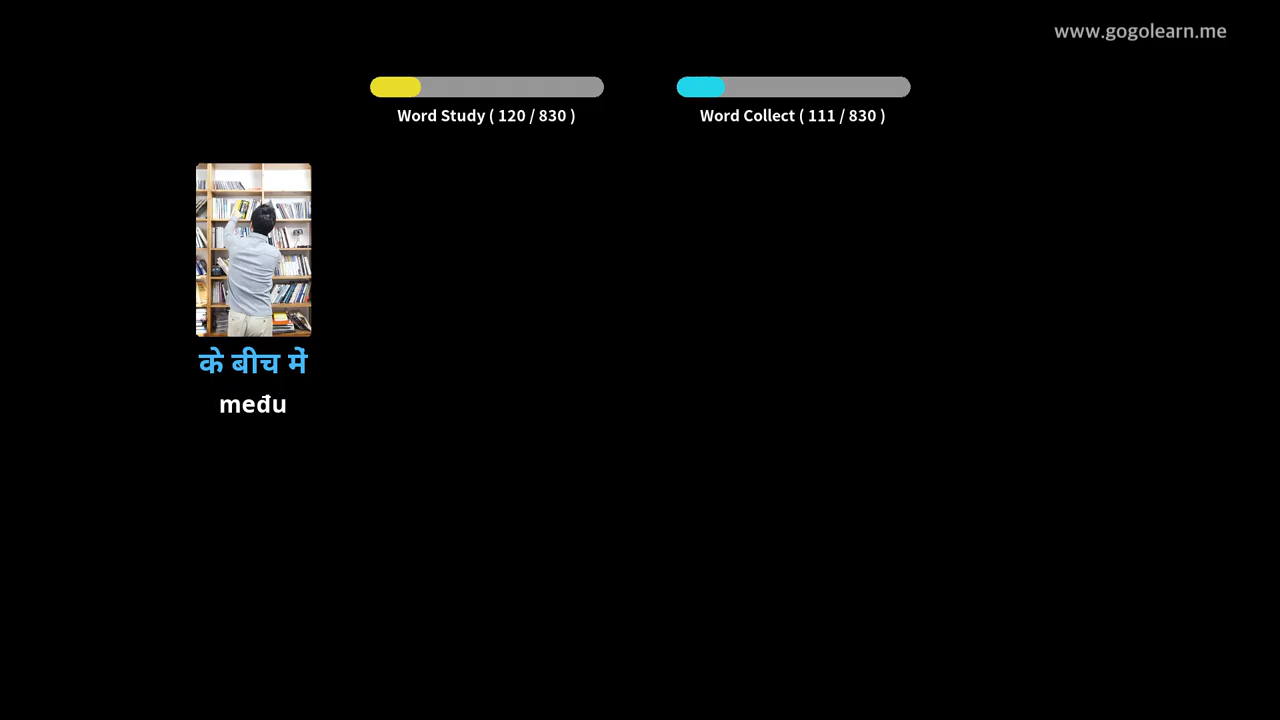 www.gogolearn.me
Word Study ( 120 / 830 )
Word Collect ( 111 / 830 )
के बीच में
među